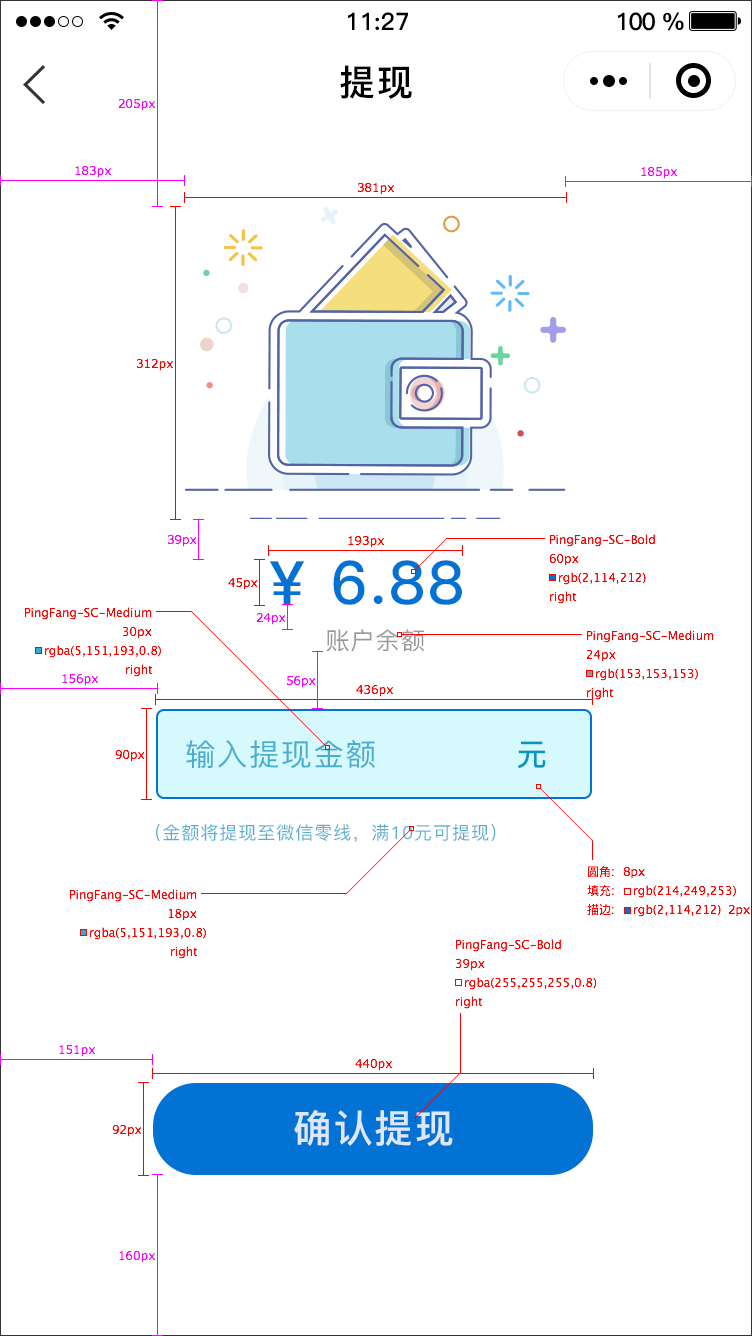 11:27
100 %
提现
205px
183px
185px
381px
312px
39px
193px
PingFang-SC-Bold
60px
rgb(2,114,212)
right
45px
¥ 6.88
24px
PingFang-SC-Medium
30px
rgba(5,151,193,0.8)
right
账户余额
PingFang-SC-Medium
24px
rgb(153,153,153)
right
156px
56px
436px
90px
输入提现金额
元
（金额将提现至微信零线，满10元可提现）
圆角: 8px
填充: rgb(214,249,253)
描边: rgb(2,114,212) 2px
PingFang-SC-Medium
18px
rgba(5,151,193,0.8)
right
PingFang-SC-Bold
39px
rgba(255,255,255,0.8)
right
151px
440px
92px
确认提现
160px